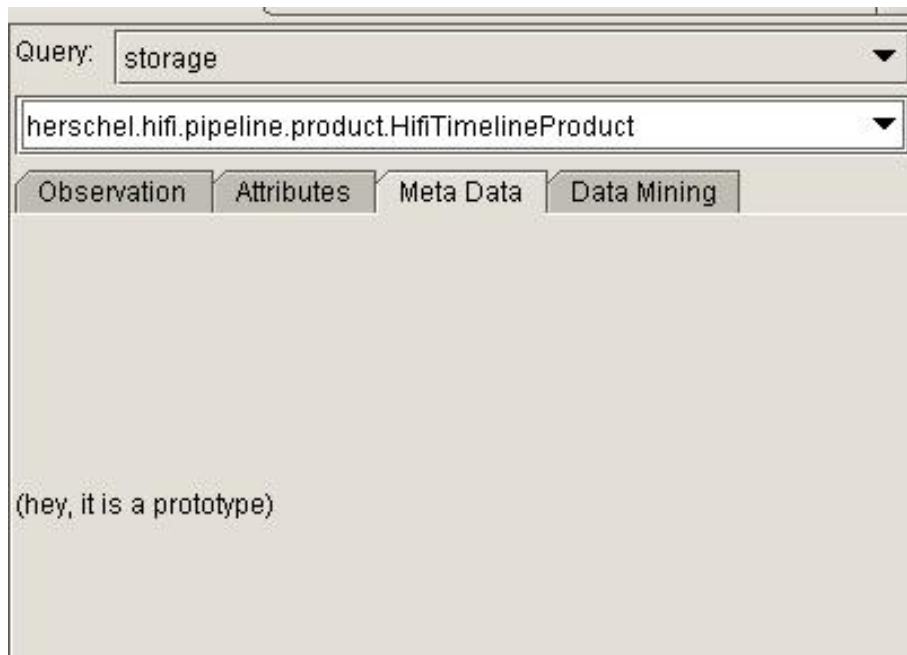 Query: storage
herschel.hifi.pipeline.product.HifiTimelineProduct
Observation Attributes Meta Data Data Mining
(hey, it is a prototype)